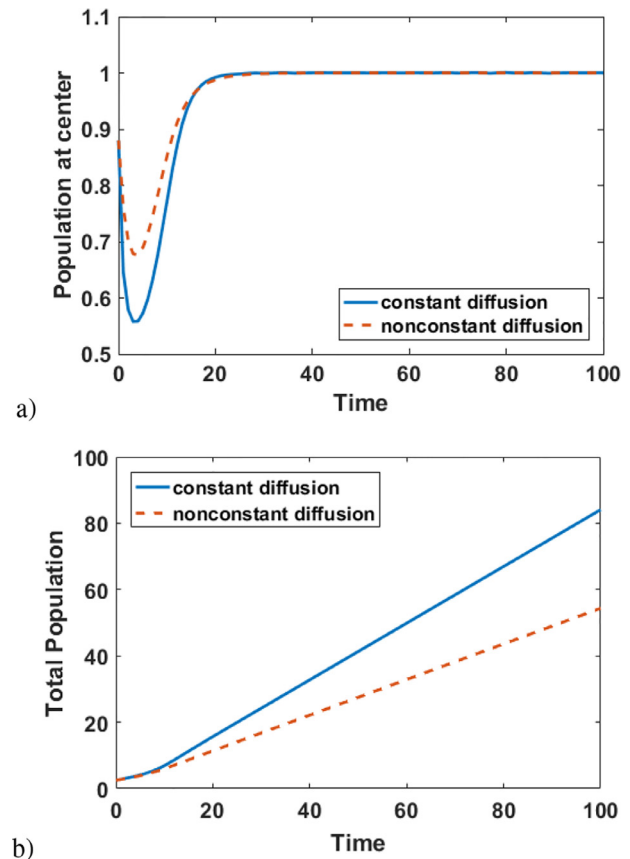 1.1
1
0.9
0.8
0.7
0.6
0.5
Population at center
constant diffusion
nonconstant diffusion
0 20 40 60 80 100
Time
a)
100
80
60
40
20
0
Total Population
constant diffusion
nonconstant diffusion
0 20 40 60 80 100
Time
b)